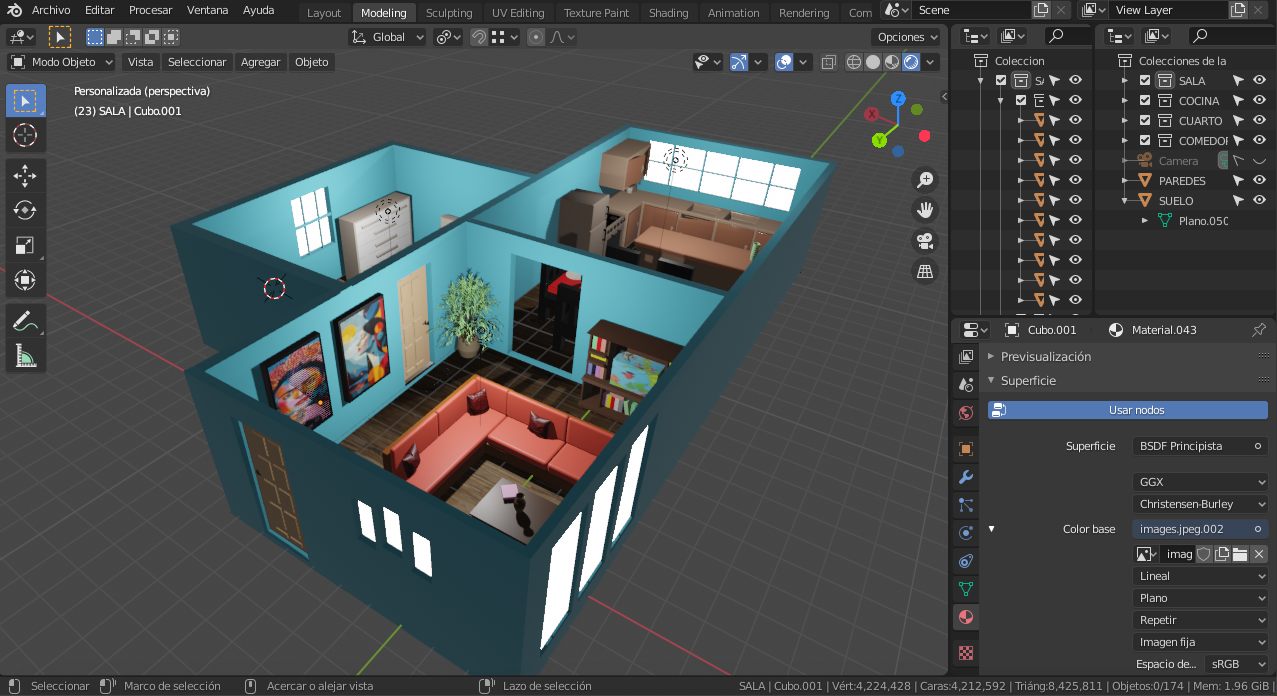 Archivo Editar Procesar Ventana Ayuda Layout Modeling Sculpting UV Editing Texture Paint Shading Animation Rendering Com Scene View Layer
Global Opciones
Modo Objeto Vista Seleccionar Agregar Objeto
Personalizada (perspectiva)
(23) SALA | Cubo.001
Z
X
Y
Coleccion
SA
Colecciones de la
SALA
COCINA
CUARTO
COMEDOR
Camera
PAREDES
SUELO
Plano.050
Cubo.001 Material.043
Previsualización
Superficie
Usar nodos
Superficie BSDF Principista
GGX
Christensen-Burley
Color base images.jpeg.002
imag
Lineal
Plano
Repetir
Imagen fija
Espacio de... sRGB
Seleccionar Marco de selección Acercar o alejar vista Lazo de selección SALA | Cubo.001 | Vért:4,224,428 | Caras:4,212,592 | Triáng:8,425,811 | Objetos:0/174 | Mem: 1.96 GiB